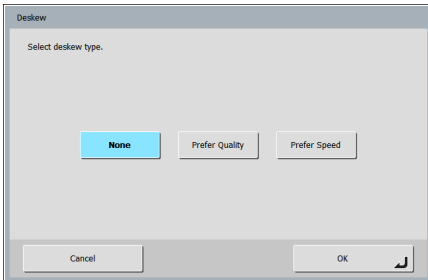 Deskew
Select deskew type.
None
Prefer Quality
Prefer Speed
Cancel
OK